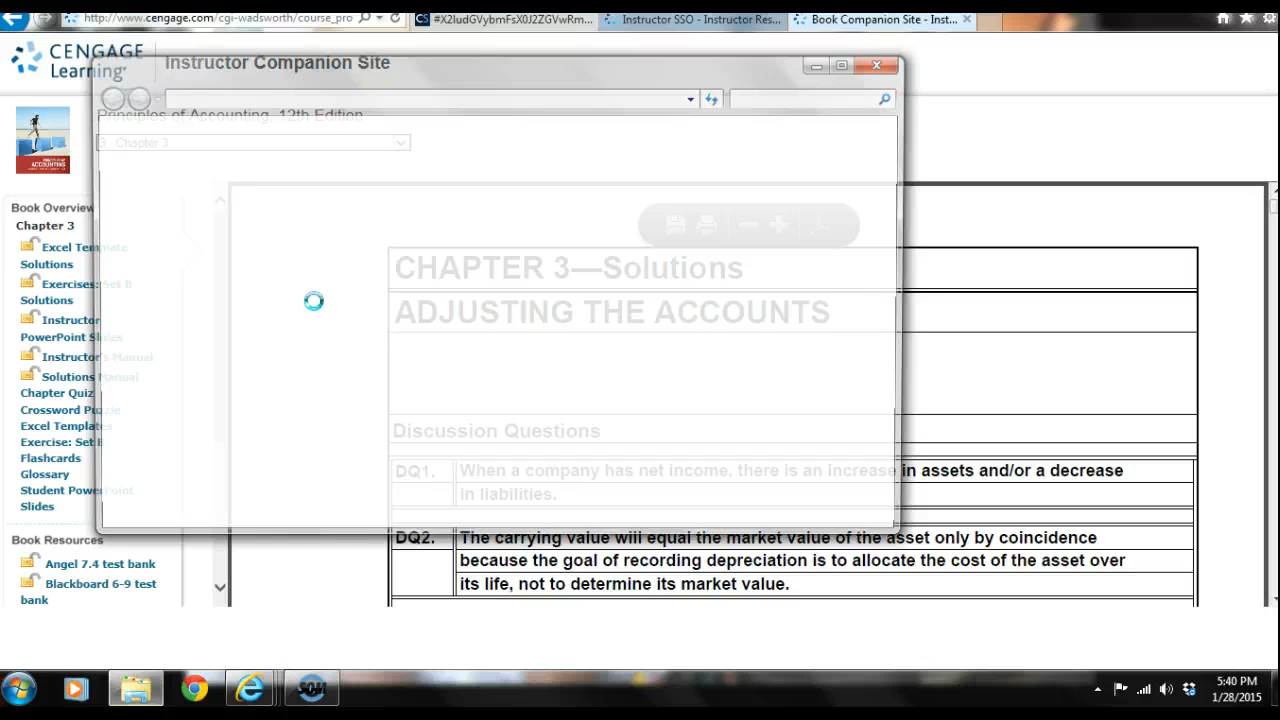 http://www.cengage.com/cgi-wadsworth/course_pro
#X2ludGVybmFsX0J2ZGVwRm...
Instructor SSO - Instructor Res...
Book Companion Site - Inst...
CENGAGE
Learning
Instructor Companion Site
Principles of Accounting, 12th Edition
3 Chapter 3
Book Overview
Chapter 3
Excel Template
Solutions
Exercises: Set B
Solutions
Instructor
PowerPoint Slides
Instructor's Manual
Solutions Manual
Chapter Quiz
Crossword Puzzle
Excel Templates
Exercise: Set B
Flashcards
Glossary
Student PowerPoint
Slides
Book Resources
Angel 7.4 test bank
Blackboard 6-9 test
bank
CHAPTER 3—Solutions
ADJUSTING THE ACCOUNTS
Discussion Questions
DQ1. When a company has net income, there is an increase in assets and/or a decrease
in liabilities.
DQ2. The carrying value will equal the market value of the asset only by coincidence
because the goal of recording depreciation is to allocate the cost of the asset over
its life, not to determine its market value.
5:40 PM
1/28/2015